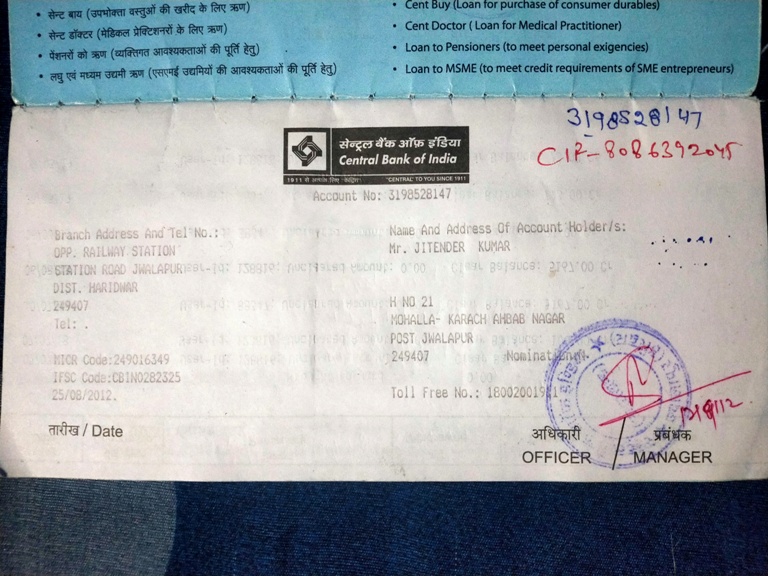 • सेन्ट बाय (उपभोक्ता वस्तुओं की खरीद के लिए ऋण)
• सेन्ट डॉक्टर (मेडिकल प्रेक्टिशनरों के लिए ऋण)
• पेंशनरों को ऋण (व्यक्तिगत आवश्यकताओं की पूर्ति हेतु)
• लघु एवं मध्यम उद्यमी ऋण (एसएमई उद्यमियों की आवश्यकताओं की पूर्ति हेतु)
• Cent Buy (Loan for purchase of consumer durables)
• Cent Doctor ( Loan for Medical Practitioner)
• Loan to Pensioners (to meet personal exigencies)
• Loan to MSME (to meet credit requirements of SME entrepreneurs)
3198528147
CIF-8086392045
सेन्ट्रल बैंक ऑफ़ इंडिया
Central Bank of India
"CENTRAL" TO YOU SINCE 1911
Account No: 3198528147
Branch Address And Tel No.:
OPP. RAILWAY STATION
STATION ROAD JWALAPUR
DIST. HARIDWAR
249407
Tel: .
MICR Code:249016349
IFSC Code:CBIN0282325
25/08/2012.
Name And Address Of Account Holder/s:
Mr. JITENDER KUMAR
H NO 21
MOHALLA- KARACH AHBAB NAGAR
POST JWALAPUR
249407
Toll Free No.:
तारीख / Date
अधिकारी
OFFICER
/
प्रबंधक
MANAGER